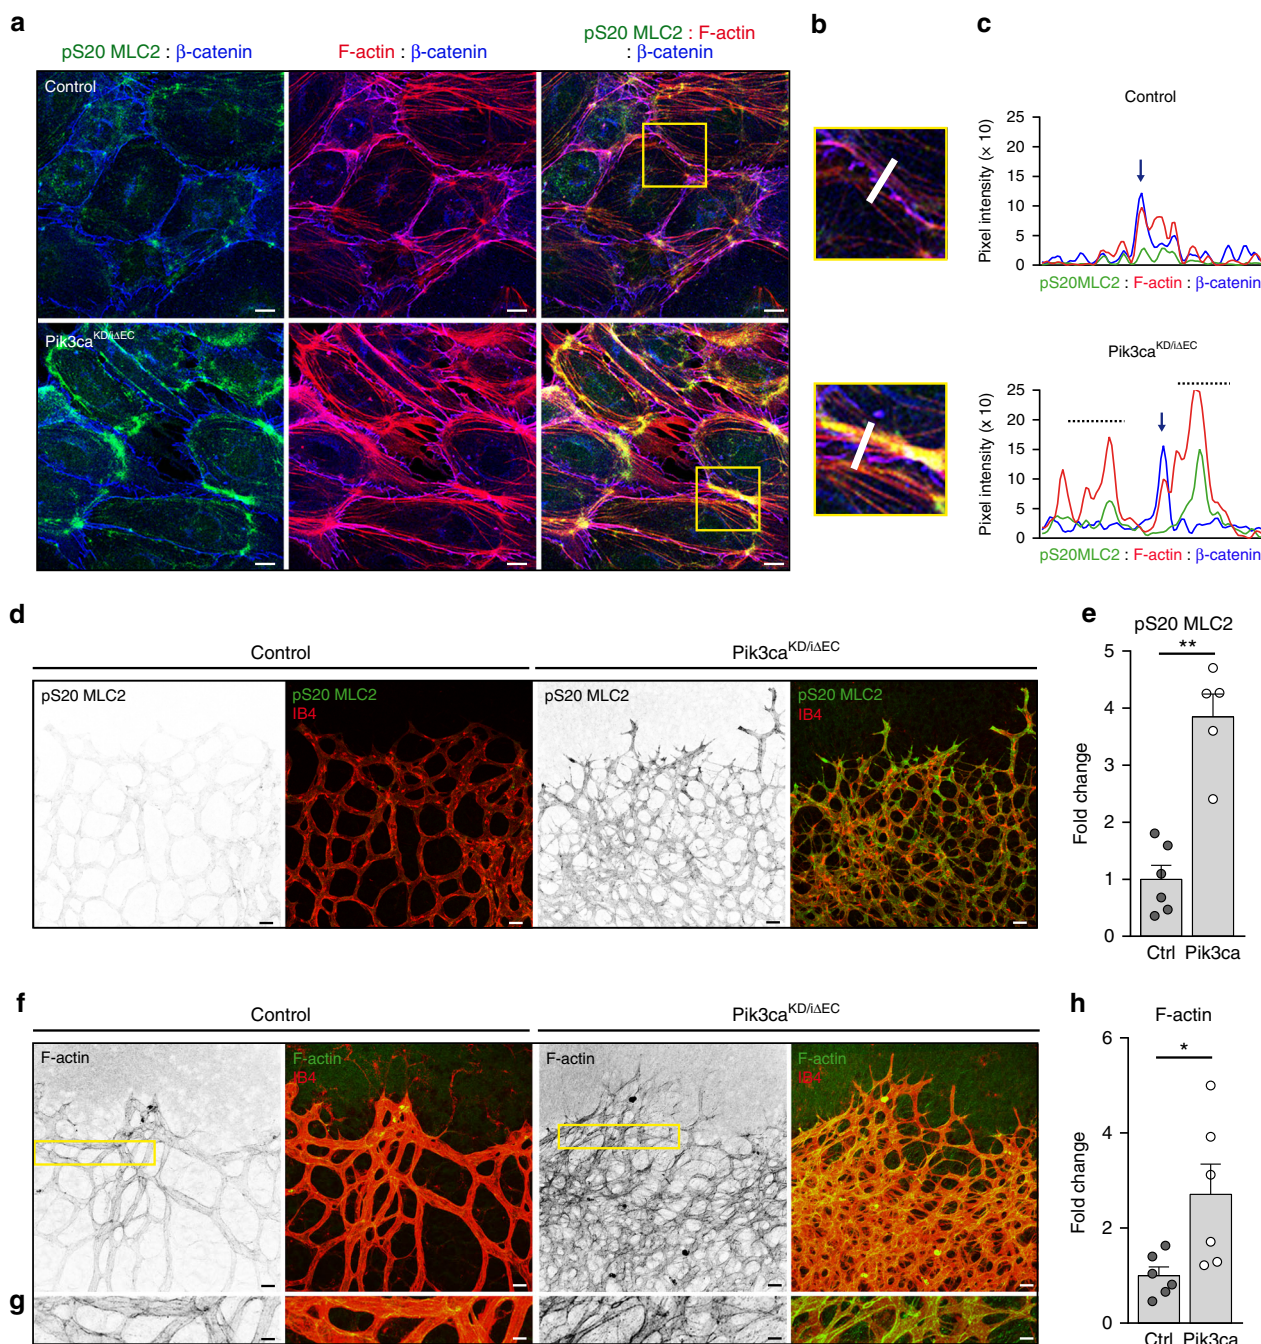 a
pS20 MLC2 : β-catenin
F-actin : β-catenin
pS20 MLC2 : F-actin
: β-catenin
Control
Pik3ca^KD/iΔEC
b
c
Control
Pixel intensity (× 10)
25
20
15
10
5
0
pS20MLC2 : F-actin : β-catenin
Pik3ca^KD/iΔEC
Pixel intensity (× 10)
25
20
15
10
5
0
pS20MLC2 : F-actin : β-catenin
d
Control
Pik3ca^KD/iΔEC
pS20 MLC2
pS20 MLC2
IB4
pS20 MLC2
pS20 MLC2
IB4
e
pS20 MLC2
**
Fold change
5
4
3
2
1
0
Ctrl
Pik3ca
f
Control
Pik3ca^KD/iΔEC
F-actin
F-actin
IB4
F-actin
F-actin
IB4
g
h
F-actin
*
Fold change
6
4
2
0
Ctrl
Pik3ca